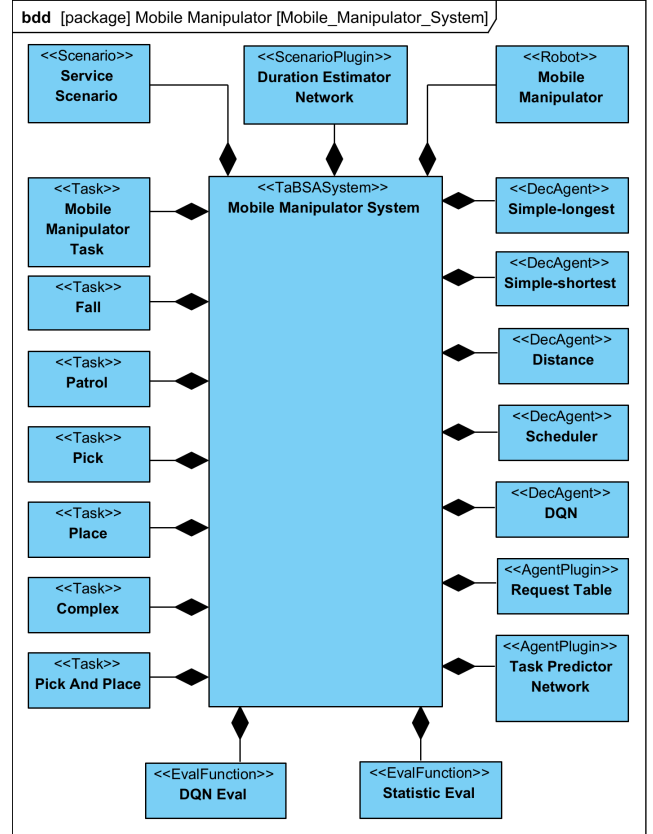 bdd [package] Mobile Manipulator [Mobile_Manipulator_System]
<<Scenario>>
Service
Scenario
<<ScenarioPlugin>>
Duration Estimator
Network
<<Robot>>
Mobile
Manipulator
<<TaBSASystem>>
Mobile Manipulator System
<<Task>>
Mobile
Manipulator
Task
<<Task>>
Fall
<<Task>>
Patrol
<<Task>>
Pick
<<Task>>
Place
<<Task>>
Complex
<<Task>>
Pick And Place
<<DecAgent>>
Simple-longest
<<DecAgent>>
Simple-shortest
<<DecAgent>>
Distance
<<DecAgent>>
Scheduler
<<DecAgent>>
DQN
<<AgentPlugin>>
Request Table
<<AgentPlugin>>
Task Predictor
Network
<<EvalFunction>>
DQN Eval
<<EvalFunction>>
Statistic Eval